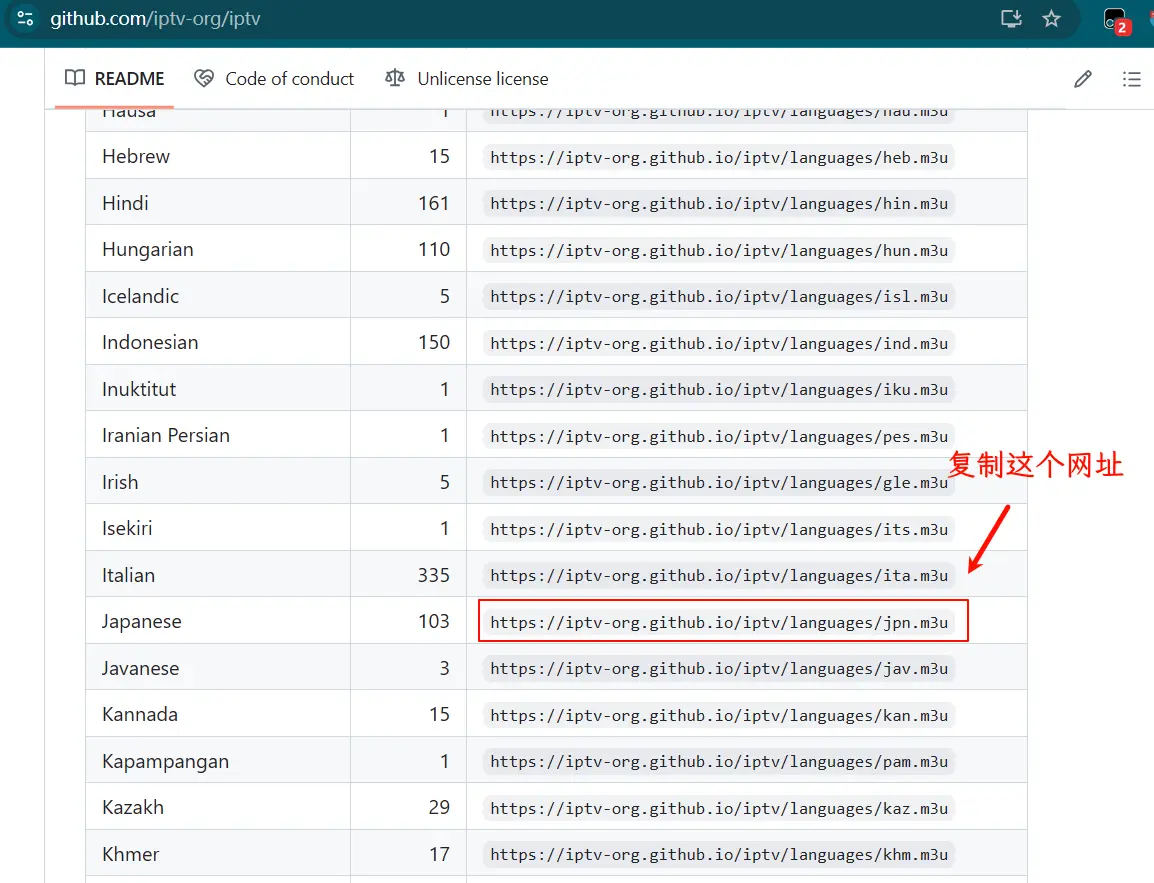 github.com/iptv-org/iptv
2
README Code of conduct Unlicense license
Hausa 1 https://iptv-org.github.io/iptv/languages/hau.m3u
Hebrew 15 https://iptv-org.github.io/iptv/languages/heb.m3u
Hindi 161 https://iptv-org.github.io/iptv/languages/hin.m3u
Hungarian 110 https://iptv-org.github.io/iptv/languages/hun.m3u
Icelandic 5 https://iptv-org.github.io/iptv/languages/isl.m3u
Indonesian 150 https://iptv-org.github.io/iptv/languages/ind.m3u
Inuktitut 1 https://iptv-org.github.io/iptv/languages/iku.m3u
Iranian Persian 1 https://iptv-org.github.io/iptv/languages/pes.m3u
复制这个网址
Irish 5 https://iptv-org.github.io/iptv/languages/gle.m3u
Isekiri 1 https://iptv-org.github.io/iptv/languages/its.m3u
Italian 335 https://iptv-org.github.io/iptv/languages/ita.m3u
Japanese 103 https://iptv-org.github.io/iptv/languages/jpn.m3u
Javanese 3 https://iptv-org.github.io/iptv/languages/jav.m3u
Kannada 15 https://iptv-org.github.io/iptv/languages/kan.m3u
Kapampangan 1 https://iptv-org.github.io/iptv/languages/pam.m3u
Kazakh 29 https://iptv-org.github.io/iptv/languages/kaz.m3u
Khmer 17 https://iptv-org.github.io/iptv/languages/khm.m3u